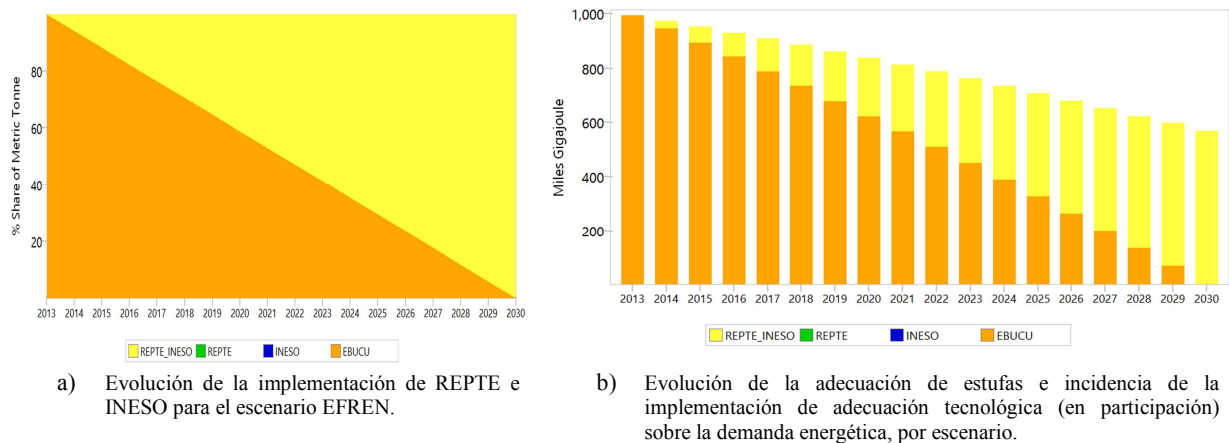 % Share of Metric Tonne
80
60
40
20
2013 2014 2015 2016 2017 2018 2019 2020 2021 2022 2023 2024 2025 2026 2027 2028 2029 2030
REPTE_INESO REPTE INESO EBUCU
a) Evolución de la implementación de REPTE e
INESO para el escenario EFREN.
Miles Gigajoule
1,000
800
600
400
200
2013 2014 2015 2016 2017 2018 2019 2020 2021 2022 2023 2024 2025 2026 2027 2028 2029 2030
REPTE_INESO REPTE INESO EBUCU
b) Evolución de la adecuación de estufas e incidencia de la
implementación de adecuación tecnológica (en participación)
sobre la demanda energética, por escenario.